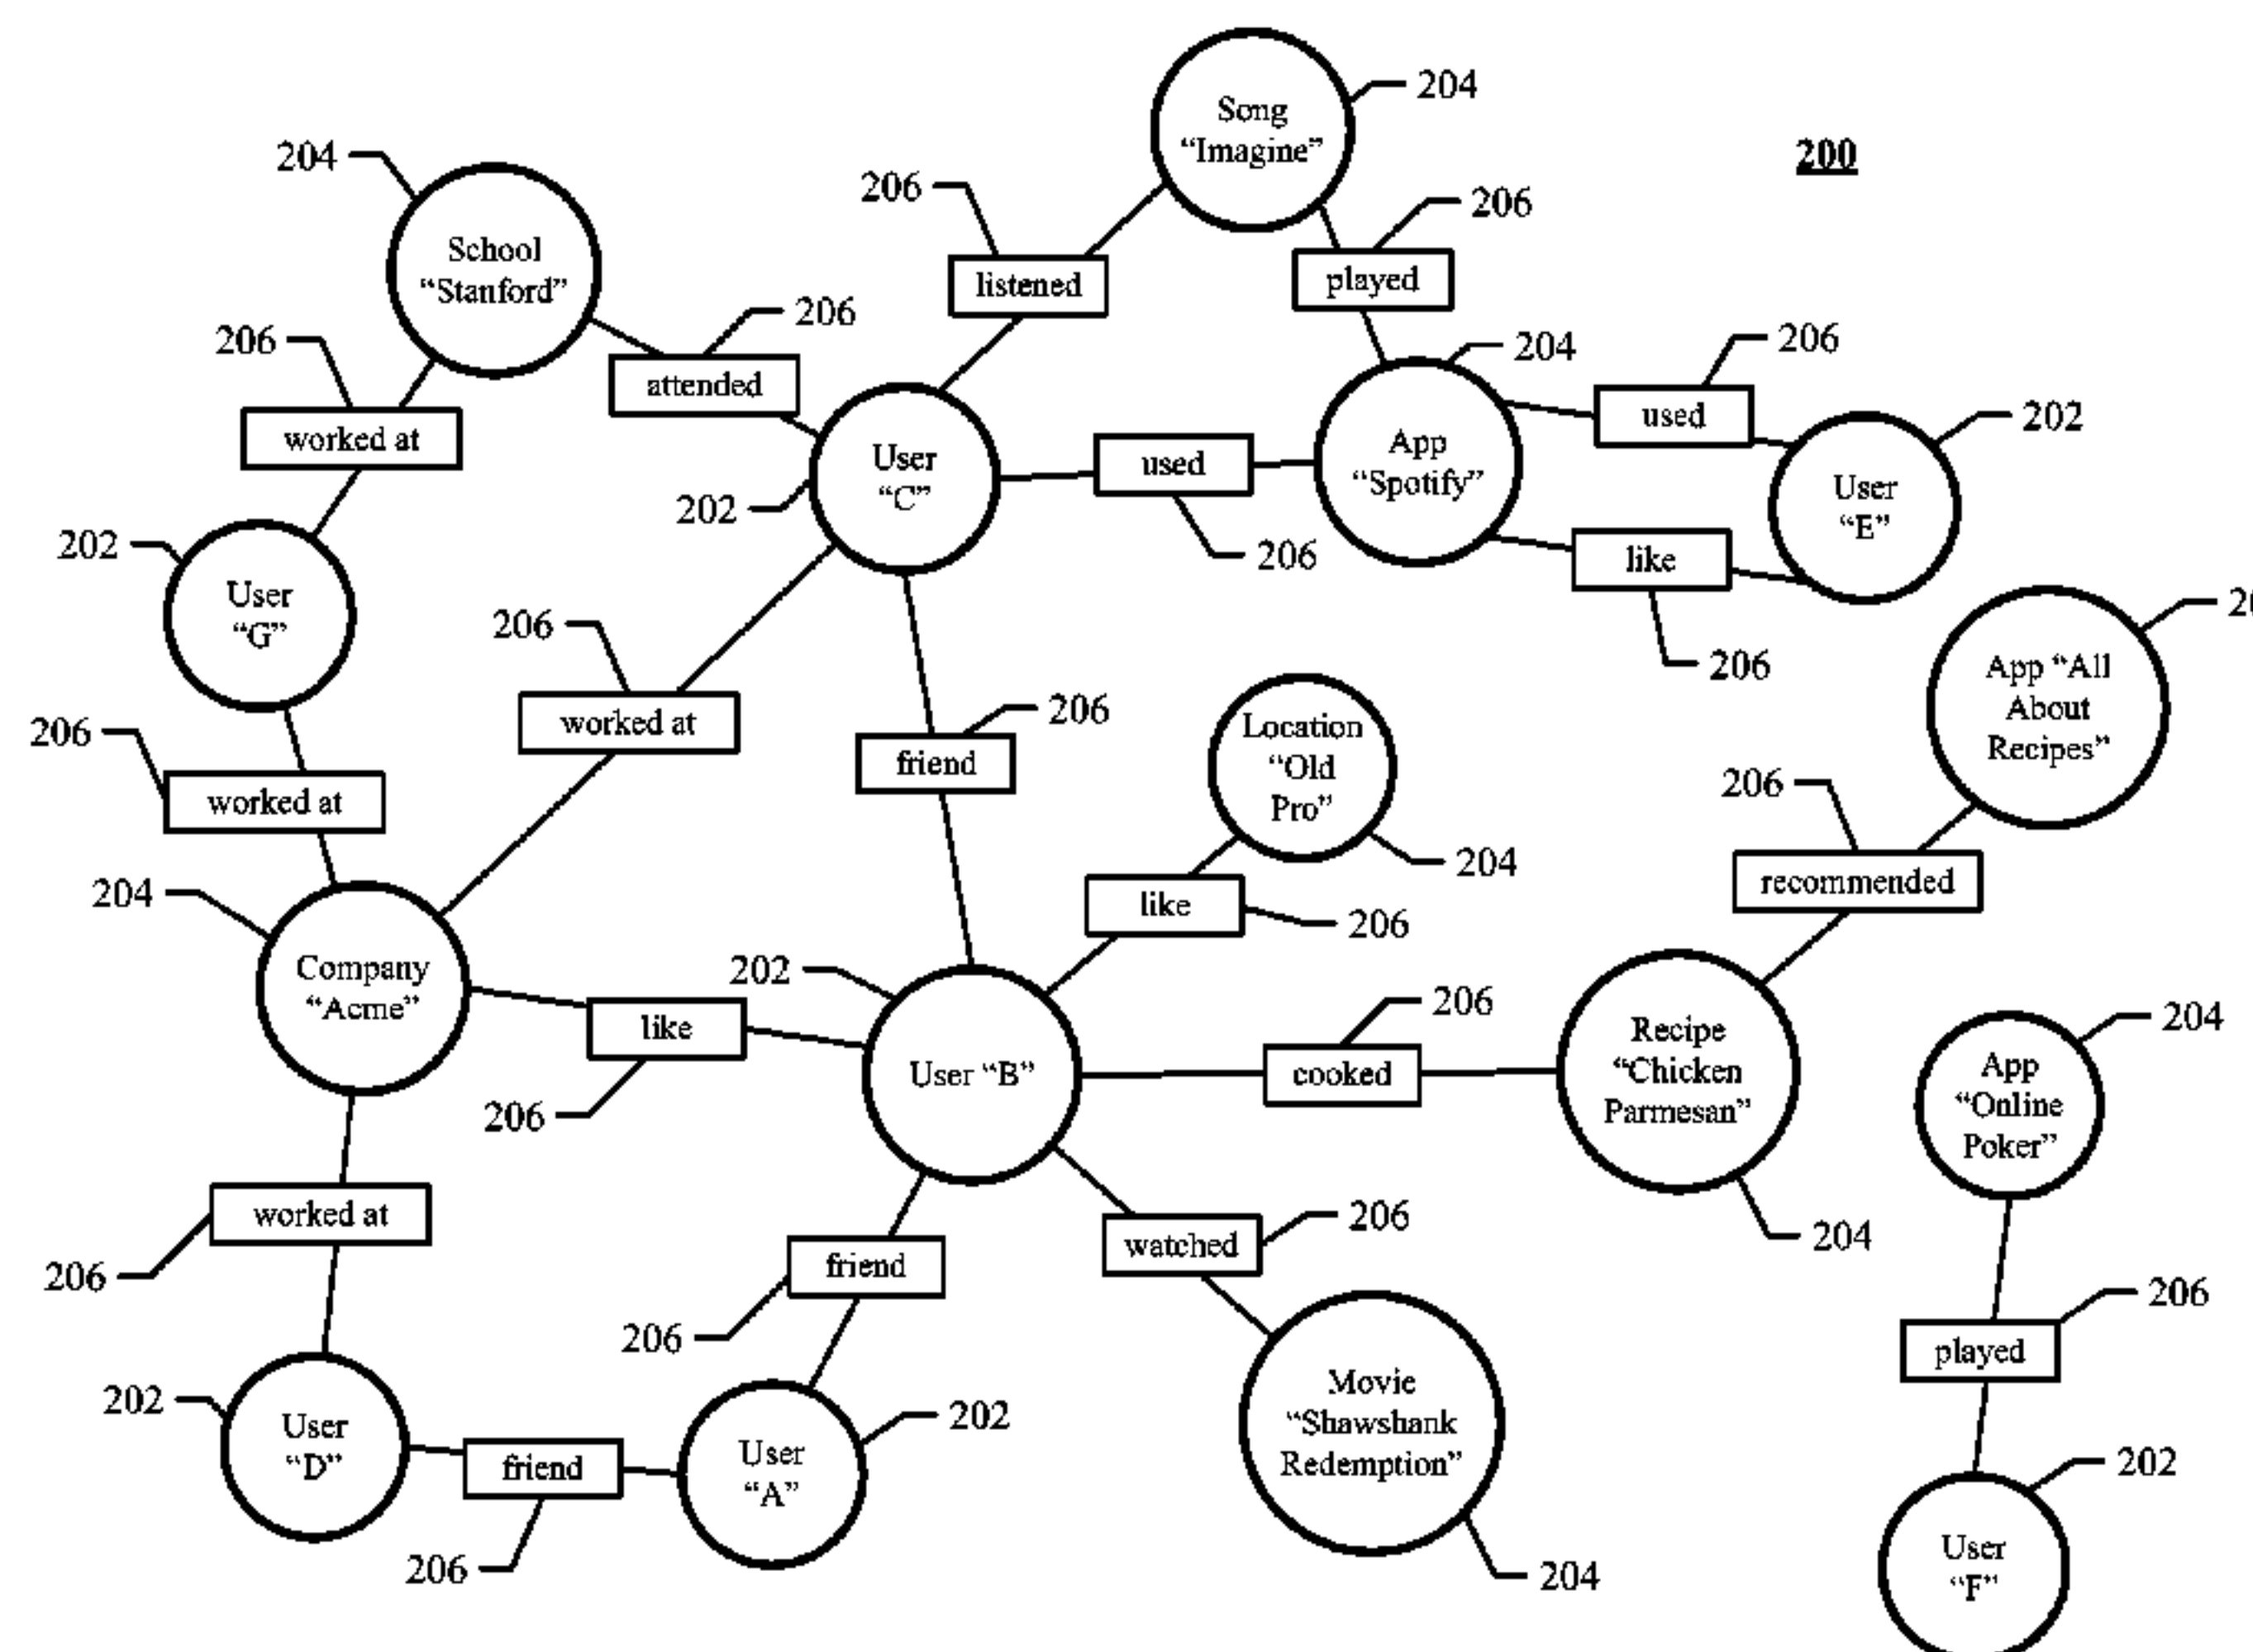 Song
“Imagine”
204
200
204
School
“Stanford”
206
listened
206
played
206
attended
206
worked at
204
App
“Spotify”
206
used
202
User
“E”
User
“C”
202
used
206
like
206
202
User
“G”
206
worked at
206
friend
Location
“Old
Pro”
204
App “All
About
Recipes”
206
worked at
206
recommended
like
206
204
Company
“Acme”
like
206
202
User “B”
206
cooked
Recipe
“Chicken
Parmesan”
204
204
App
“Online
Poker”
worked at
206
friend
206
206
watched
Movie
“Shawshank
Redemption”
204
206
played
202
User
“D”
friend
206
202
User
“A”
202
User
“F”